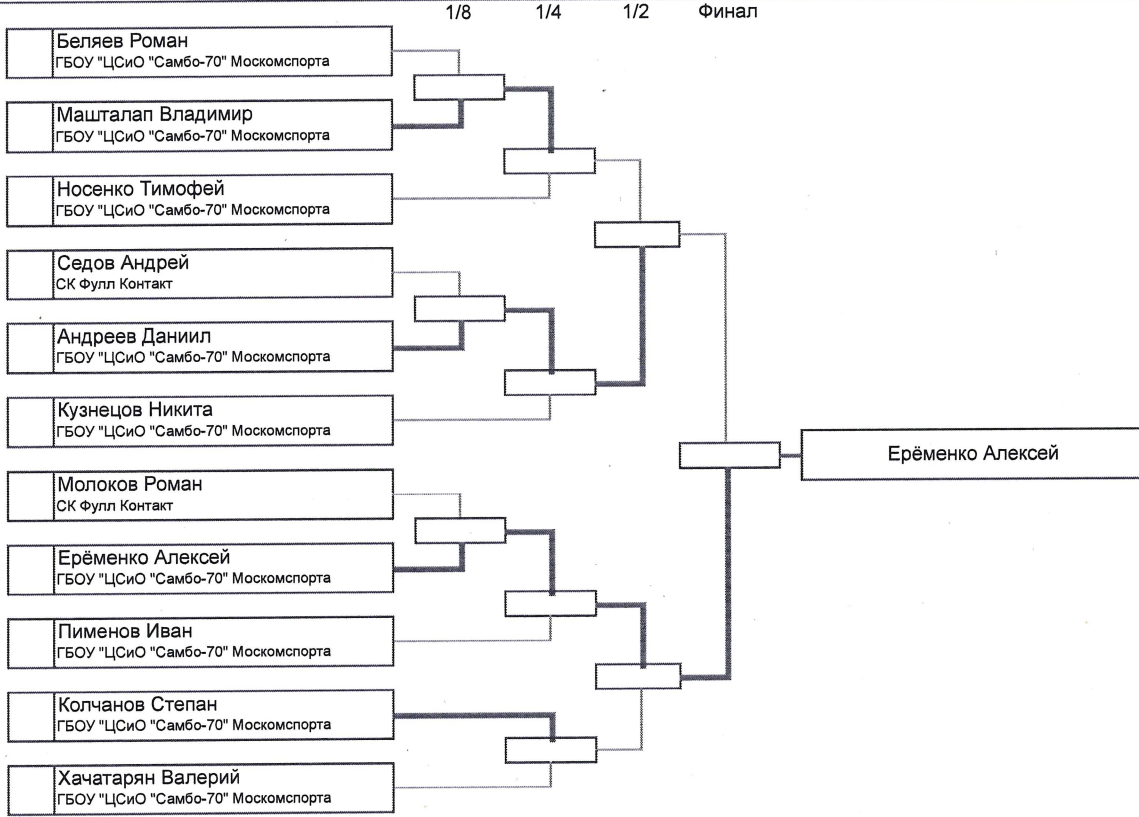 1/8 1/4 1/2 Финал
Беляев Роман
ГБОУ "ЦСиО "Самбо-70" Москомспорта
Машталап Владимир
ГБОУ "ЦСиО "Самбо-70" Москомспорта
Носенко Тимофей
ГБОУ "ЦСиО "Самбо-70" Москомспорта
Седов Андрей
СК Фулл Контакт
Андреев Даниил
ГБОУ "ЦСиО "Самбо-70" Москомспорта
Кузнецов Никита
ГБОУ "ЦСиО "Самбо-70" Москомспорта
Молоков Роман
СК Фулл Контакт
Ерёменко Алексей
ГБОУ "ЦСиО "Самбо-70" Москомспорта
Пименов Иван
ГБОУ "ЦСиО "Самбо-70" Москомспорта
Колчанов Степан
ГБОУ "ЦСиО "Самбо-70" Москомспорта
Хачатарян Валерий
ГБОУ "ЦСиО "Самбо-70" Москомспорта
Ерёменко Алексей